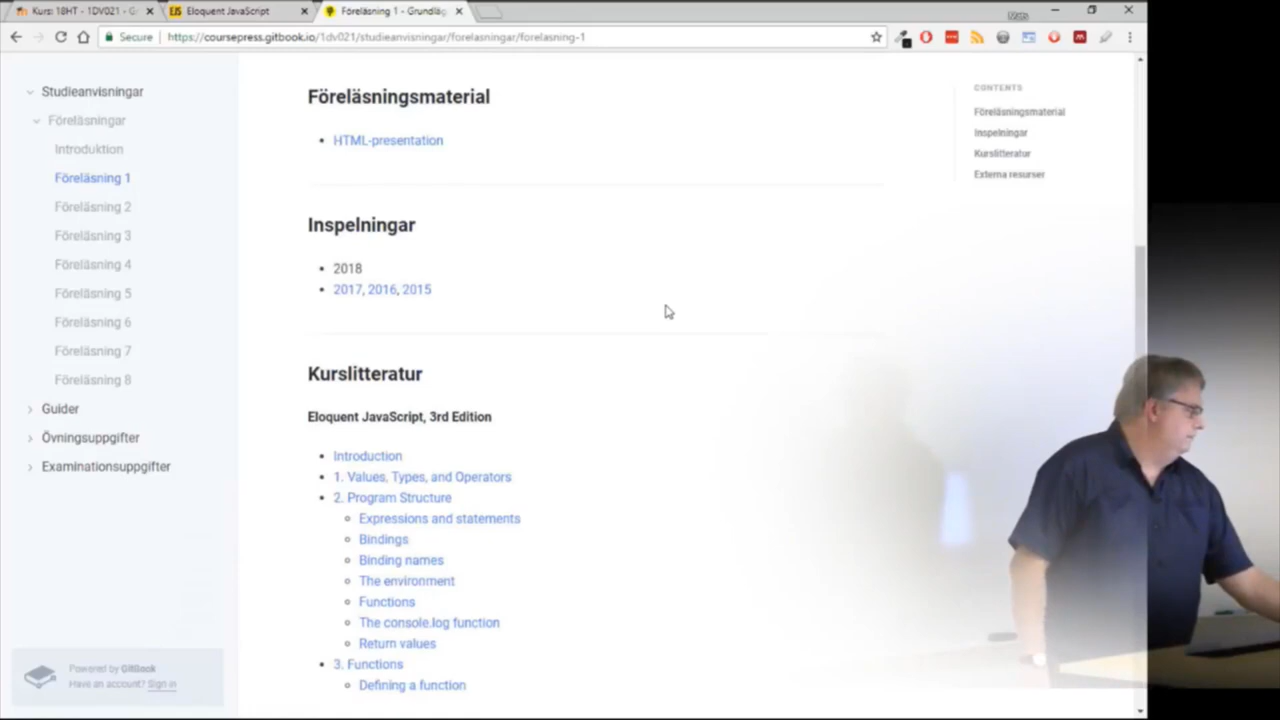 Kurs: 18HT - 1DV021 - G
Eloquent JavaScript
Föreläsning 1 - Grundläg
Mats
Secure
https://coursepress.gitbook.io/1dv021/studieanvisningar/forelasningar/forelasning-1
Studieanvisningar
Föreläsningar
Introduktion
Föreläsning 1
Föreläsning 2
Föreläsning 3
Föreläsning 4
Föreläsning 5
Föreläsning 6
Föreläsning 7
Föreläsning 8
Guider
Övningsuppgifter
Examinationsuppgifter
Powered by GitBook
Have an account? Sign in
Föreläsningsmaterial
HTML-presentation
Inspelningar
2018
2017, 2016, 2015
Kurslitteratur
Eloquent JavaScript, 3rd Edition
Introduction
1. Values, Types, and Operators
2. Program Structure
Expressions and statements
Bindings
Binding names
The environment
Functions
The console.log function
Return values
3. Functions
Defining a function
CONTENTS
Föreläsningsmaterial
Inspelningar
Kurslitteratur
Externa resurser